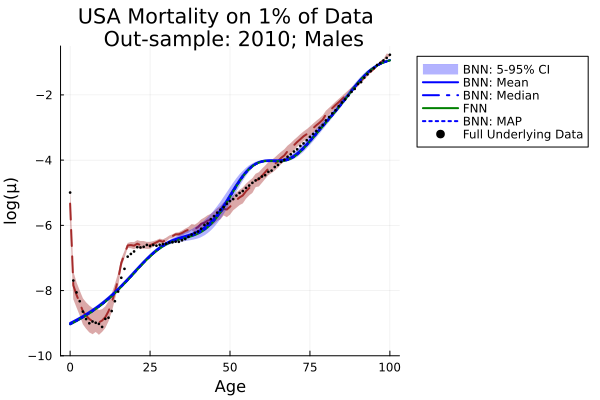 USA Mortality on 1% of Data
Out-sample: 2010; Males
log(μ)
−2
−4
−6
−8
−10
0
25
50
75
100
Age
BNN: 5-95% CI
BNN: Mean
BNN: Median
FNN
BNN: MAP
Full Underlying Data